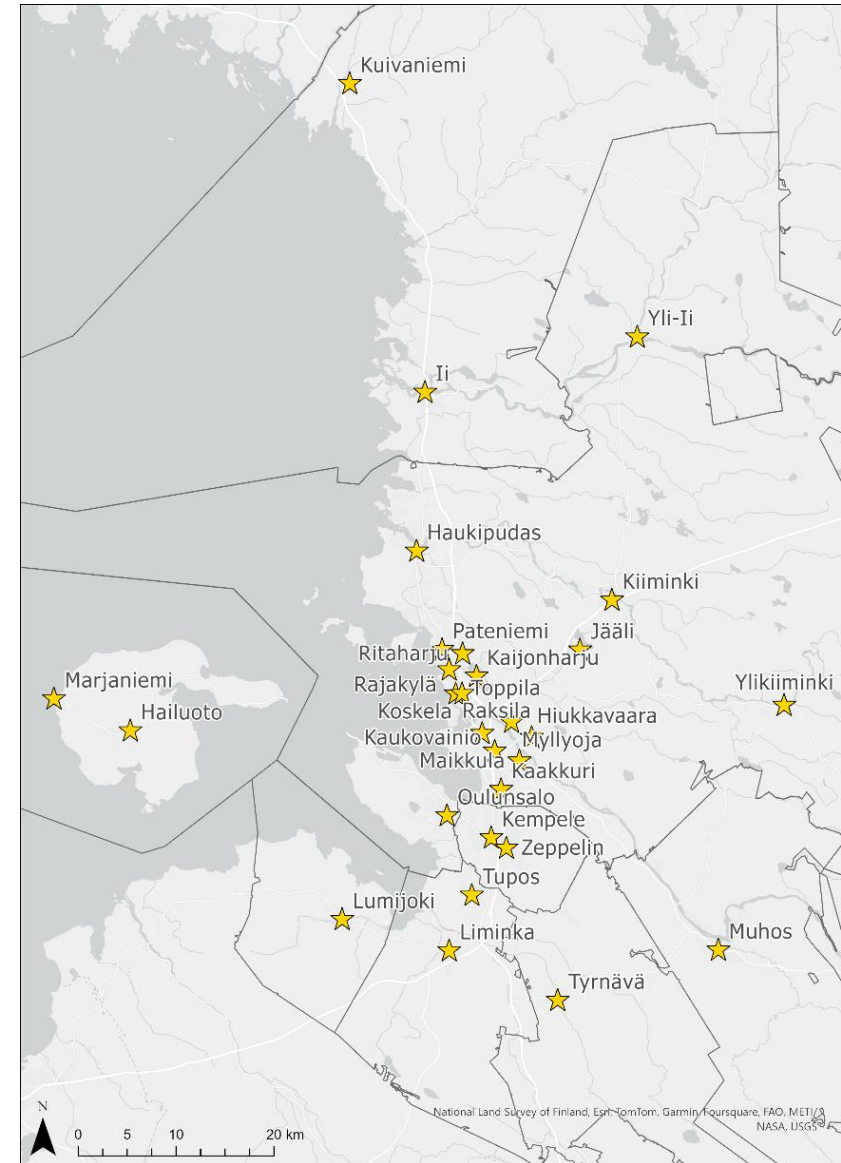 Kuivaniemi
Yli-Ii
Ii
Haukipudas
Kiiminki
Pateniemi
Jääli
Ritaharju
Kaijonharju
Marjaniemi
Rajakylä
Toppila
Ylikiiminki
Hailuoto
Koskela
Raksila
Hiukkavaara
Kaukovainio
Myllyoja
Maikkula
Kaakkuri
Oulunsalo
Kempele
Zeppelin
Tupos
Lumijoki
Liminka
Muhos
Tyrnävä
N
National Land Survey of Finland, Esri, TomTom, Garmin, Foursquare, FAO, METI/
NASA, USGS
0 5 10 20 km